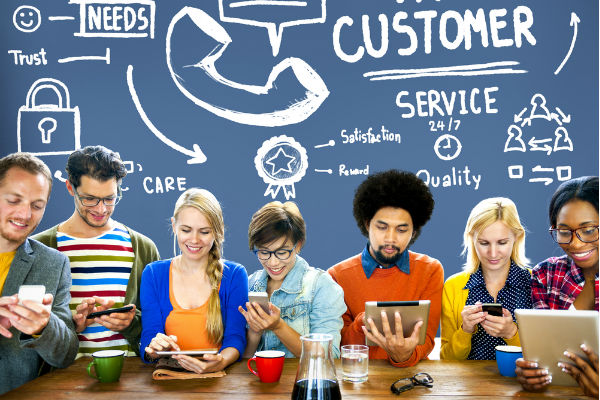 NEEDS
Trust
CUSTOMER
SERVICE
24/7
Satisfaction
Reward
CARE
Quality